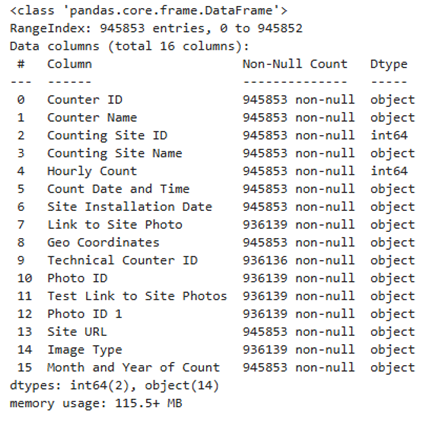 <class 'pandas.core.frame.DataFrame'>
RangeIndex: 945853 entries, 0 to 945852
Data columns (total 16 columns):
 #   Column                    Non-Null Count   Dtype
---  ------                    --------------   -----
 0   Counter ID                945853 non-null  object
 1   Counter Name              945853 non-null  object
 2   Counting Site ID          945853 non-null  int64
 3   Counting Site Name        945853 non-null  object
 4   Hourly Count              945853 non-null  int64
 5   Count Date and Time       945853 non-null  object
 6   Site Installation Date    945853 non-null  object
 7   Link to Site Photo        936139 non-null  object
 8   Geo Coordinates           945853 non-null  object
 9   Technical Counter ID      936136 non-null  object
 10  Photo ID                  936139 non-null  object
 11  Test Link to Site Photos  936139 non-null  object
 12  Photo ID 1                936139 non-null  object
 13  Site URL                  945853 non-null  object
 14  Image Type                936139 non-null  object
 15  Month and Year of Count   945853 non-null  object
dtypes: int64(2), object(14)
memory usage: 115.5+ MB